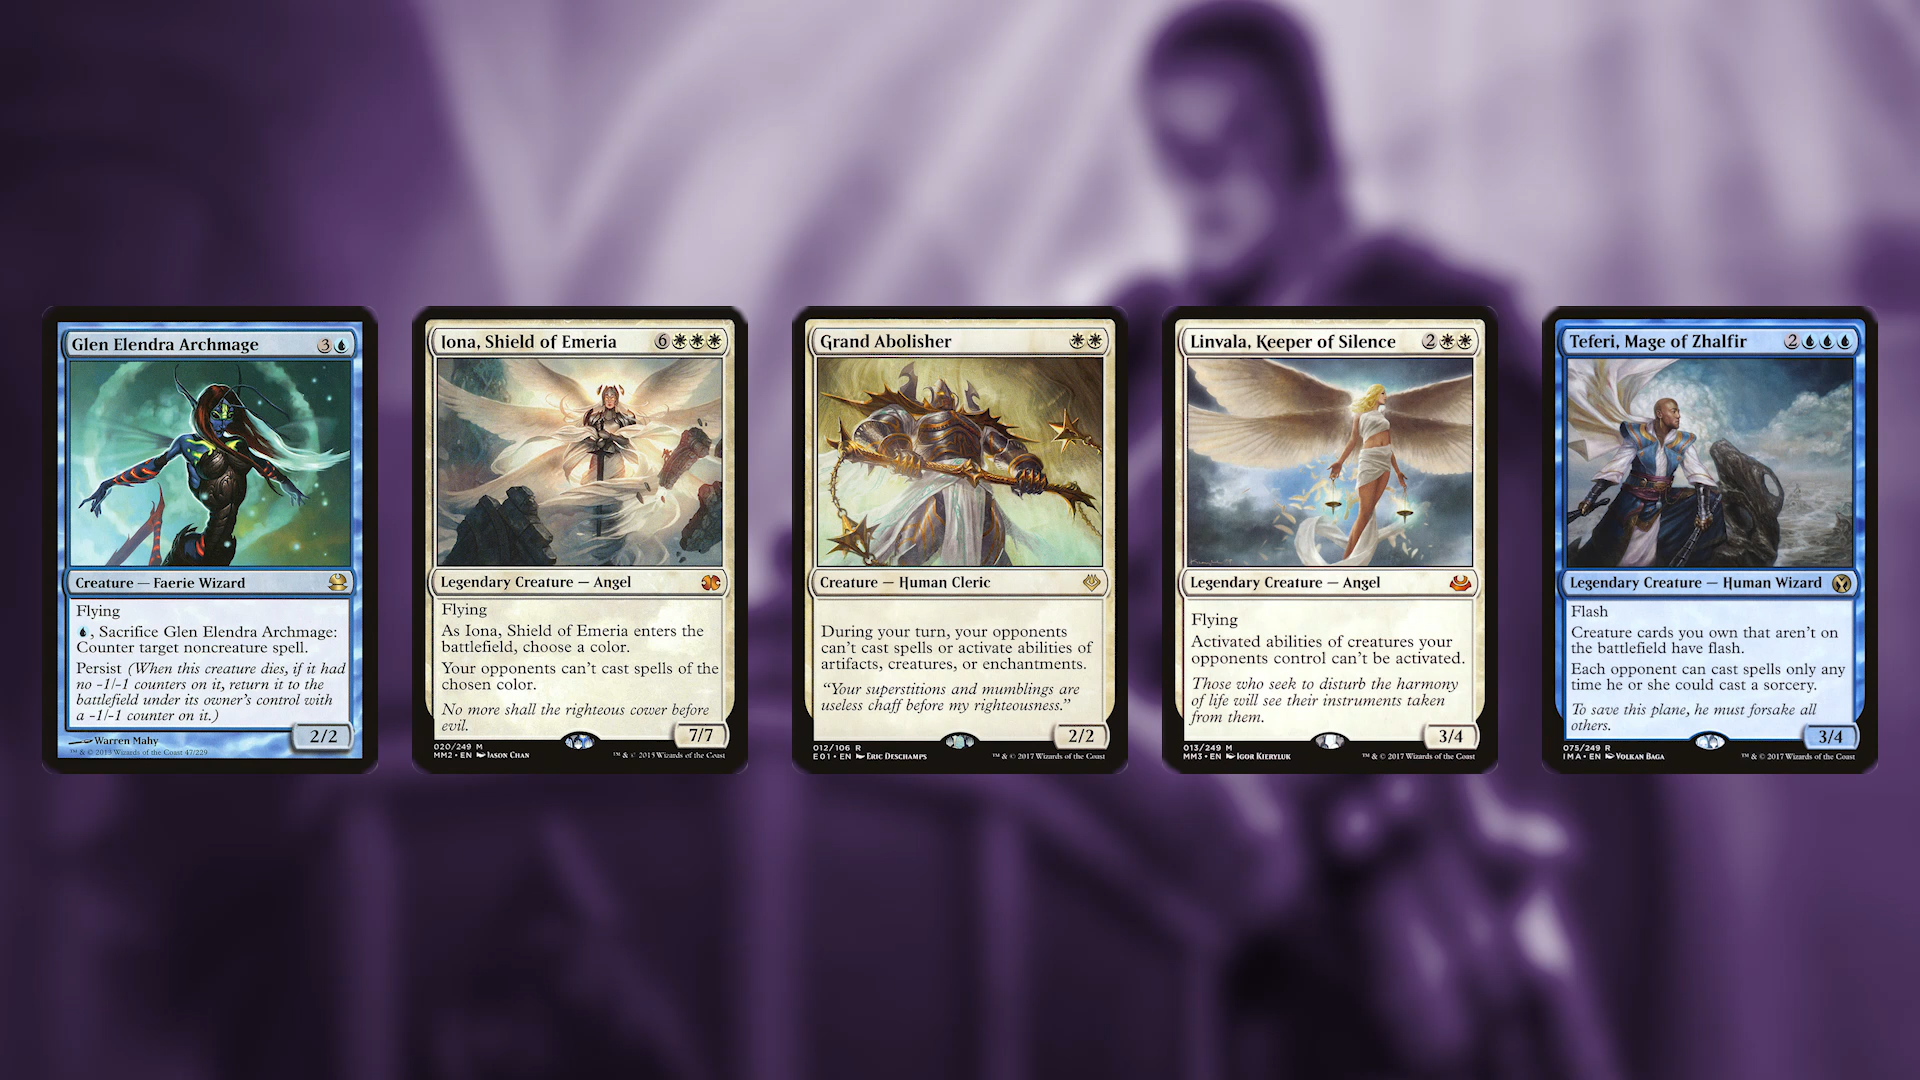 Glen Elendra Archmage 3
Creature — Faerie Wizard
Flying
, Sacrifice Glen Elendra Archmage:
Counter target noncreature spell.
Persist (When this creature dies, if it had
no -1/-1 counters on it, return it to the
battlefield under its owner's control with
a -1/-1 counter on it.)
2/2
Warren Mahy
™ & © 2013 Wizards of the Coast 47/229
Iona, Shield of Emeria 6
Legendary Creature — Angel
Flying
As Iona, Shield of Emeria enters the
battlefield, choose a color.
Your opponents can't cast spells of the
chosen color.
No more shall the righteous cower before
evil.
7/7
020/249 M
MM2 • EN Jason Chan
™ & © 2015 Wizards of the Coast
Grand Abolisher
Creature — Human Cleric
During your turn, your opponents
can't cast spells or activate abilities of
artifacts, creatures, or enchantments.
"Your superstitions and mumblings are
useless chaff before my righteousness."
2/2
012/106 R
E01 • EN Eric Deschamps
™ & © 2017 Wizards of the Coast
Linvala, Keeper of Silence 2
Legendary Creature — Angel
Flying
Activated abilities of creatures your
opponents control can't be activated.
Those who seek to disturb the harmony
of life will see their instruments taken
from them.
3/4
013/249 M
MM3 • EN Igor Kieryluk
™ & © 2017 Wizards of the Coast
Teferi, Mage of Zhalfir 2
Legendary Creature — Human Wizard
Flash
Creature cards you own that aren't on
the battlefield have flash.
Each opponent can cast spells only any
time he or she could cast a sorcery.
To save this plane, he must forsake all
others.
3/4
075/249 R
IMA • EN Volkan Baga
™ & © 2017 Wizards of the Coast